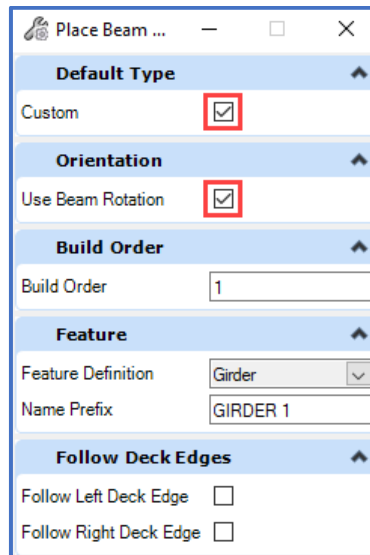 Place Beam ...
Default Type
Custom
Orientation
Use Beam Rotation
Build Order
Build Order 1
Feature
Feature Definition Girder
Name Prefix GIRDER 1
Follow Deck Edges
Follow Left Deck Edge
Follow Right Deck Edge